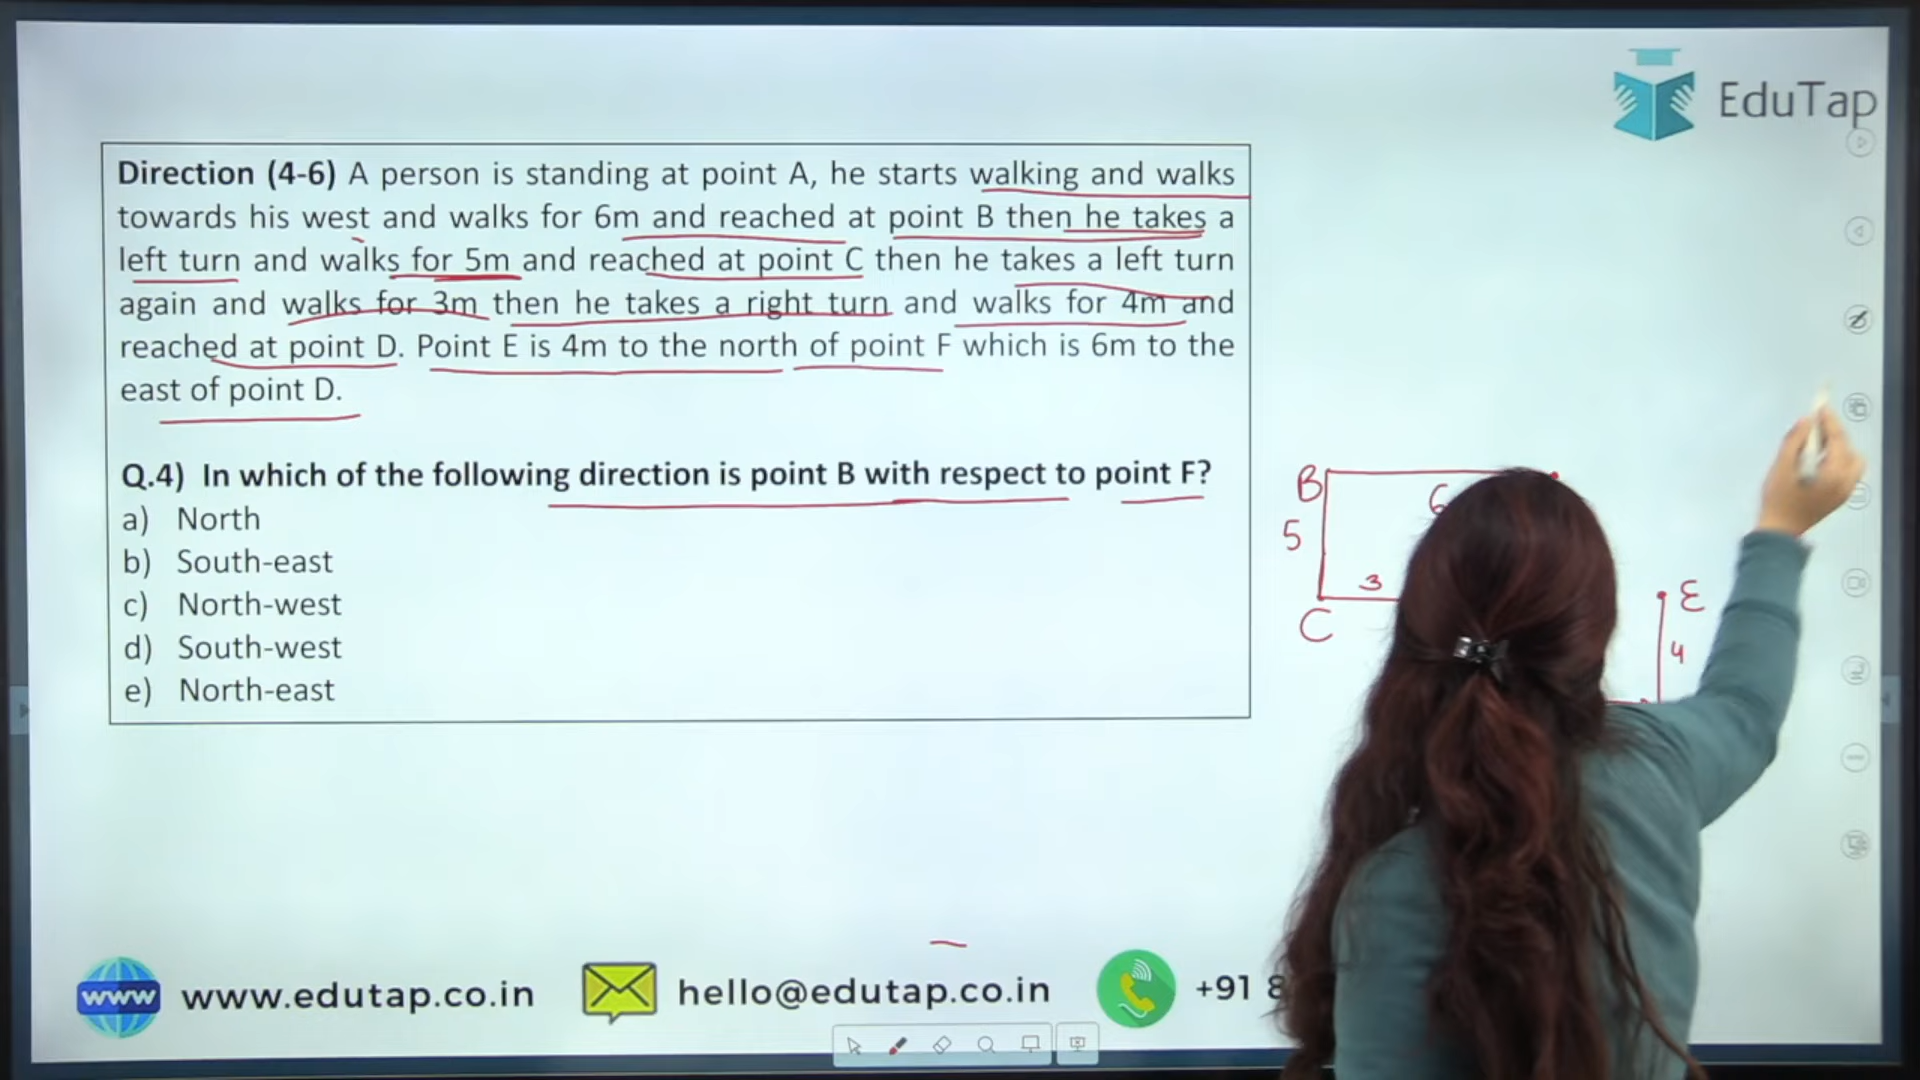 EduTap
Direction (4-6) A person is standing at point A, he starts walking and walks
towards his west and walks for 6m and reached at point B then he takes a
left turn and walks for 5m and reached at point C then he takes a left turn
again and walks for 3m then he takes a right turn and walks for 4m and
reached at point D. Point E is 4m to the north of point F which is 6m to the
east of point D.
Q.4) In which of the following direction is point B with respect to point F?
a) North
b) South-east
c) North-west
d) South-west
e) North-east
B
6
5
3
C
E
4
www www.edutap.co.in
hello@edutap.co.in
+91 8